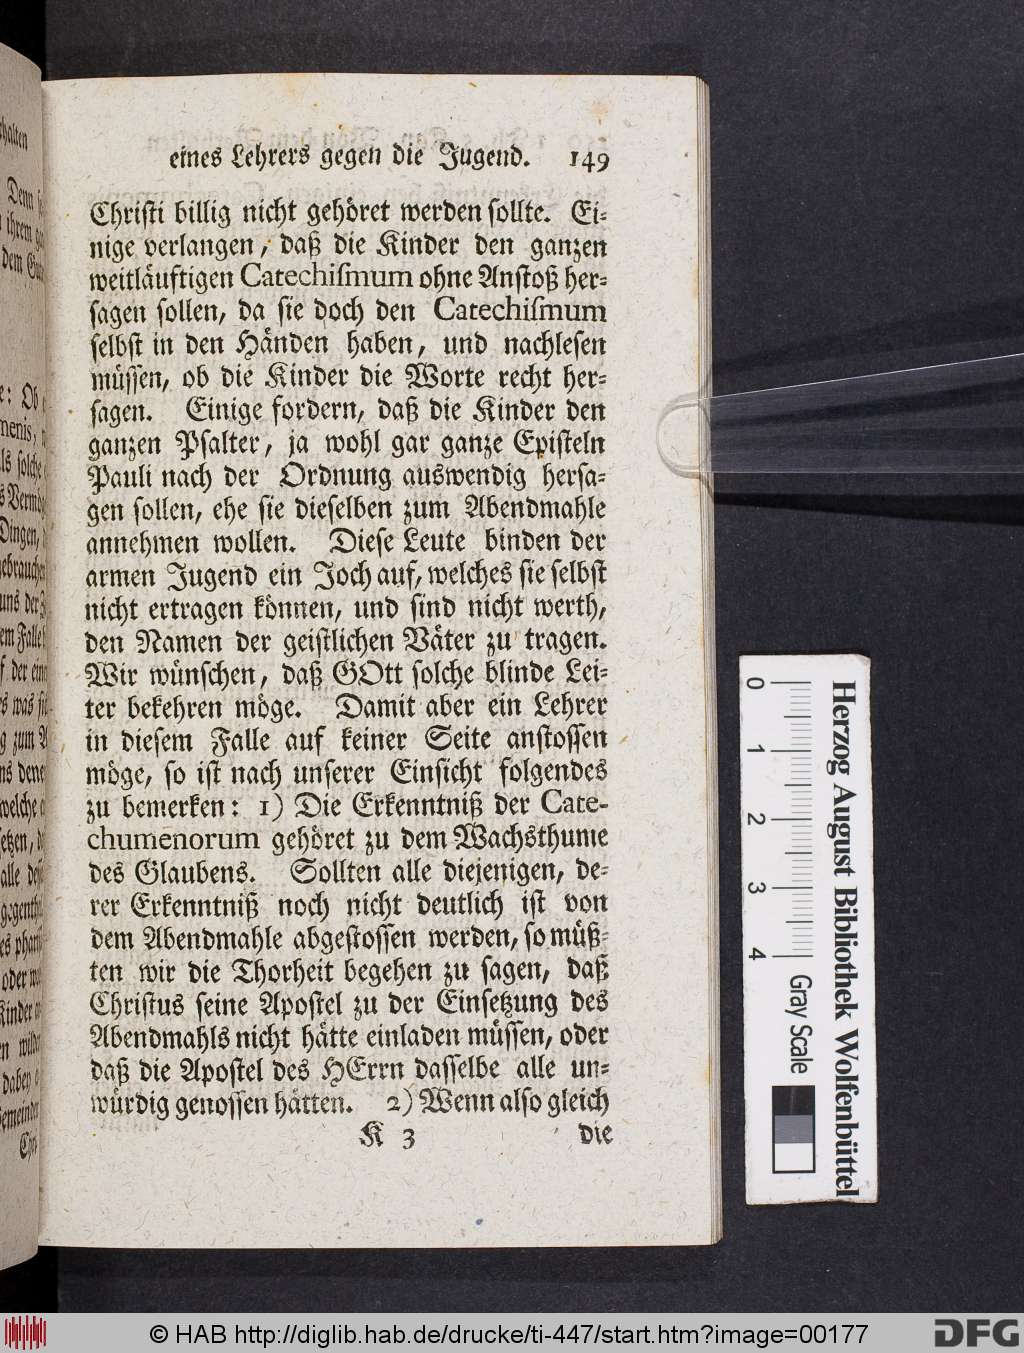 eines Lehrers gegen die Jugend. 149
Chriſti billig nicht gehöret werden ſollte. Ei-
nige verlangen, daß die Kinder den ganzen
weitläuftigen Catechiſmum ohne Anſtoß her-
ſagen ſollen, da ſie doch den Catechiſmum
ſelbſt in den Händen haben, und nachleſen
müſſen, ob die Kinder die Worte recht her-
ſagen. Einige fordern, daß die Kinder den
ganzen Pſalter, ja wohl gar ganze Epiſteln
Pauli nach der Ordnung auswendig herſa-
gen ſollen, ehe ſie dieſelben zum Abendmahle
annehmen wollen. Dieſe Leute binden der
armen Jugend ein Joch auf, welches ſie ſelbſt
nicht ertragen können, und ſind nicht werth,
den Namen der geiſtlichen Väter zu tragen.
Wir wünſchen, daß GOtt ſolche blinde Lei-
ter bekehren möge. Damit aber ein Lehrer
in dieſem Falle auf keiner Seite anſtoſſen
möge, ſo iſt nach unſerer Einſicht folgendes
zu bemerken: 1) Die Erkenntniß der Cate-
chumenorum gehöret zu dem Wachsthume
des Glaubens. Sollten alle diejenigen, de-
rer Erkenntniß noch nicht deutlich iſt von
dem Abendmahle abgeſtoſſen werden, ſo müß-
ten wir die Thorheit begehen zu ſagen, daß
Chriſtus ſeine Apoſtel zu der Einſetzung des
Abendmahls nicht hätte einladen müſſen, oder
daß die Apoſtel des HErrn daſſelbe alle un-
würdig genoſſen hätten. 2) Wenn alſo gleich
K 3 die
0 1 2 3 4
Gray Scale
Herzog August Bibliothek Wolfenbüttel
© HAB http://diglib.hab.de/drucke/ti-447/start.htm?image=00177
DFG